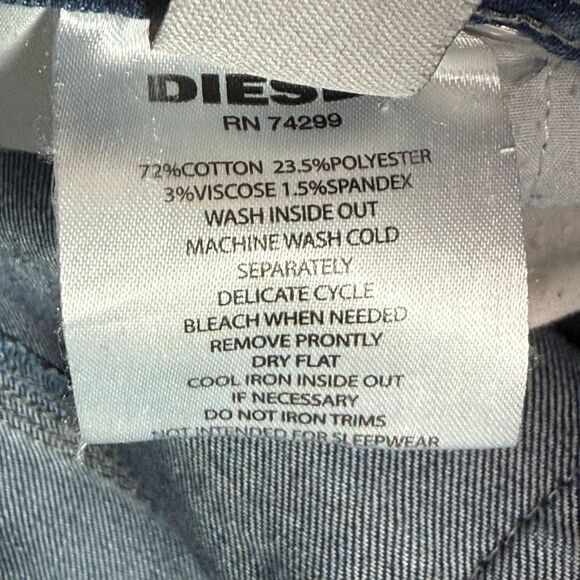 DIESEL
RN 74299
72%COTTON 23.5%POLYESTER
3%VISCOSE 1.5%SPANDEX
WASH INSIDE OUT
MACHINE WASH COLD
SEPARATELY
DELICATE CYCLE
BLEACH WHEN NEEDED
REMOVE PRONTLY
DRY FLAT
COOL IRON INSIDE OUT
IF NECESSARY
DO NOT IRON TRIMS
NOT INTENDED FOR SLEEPWEAR